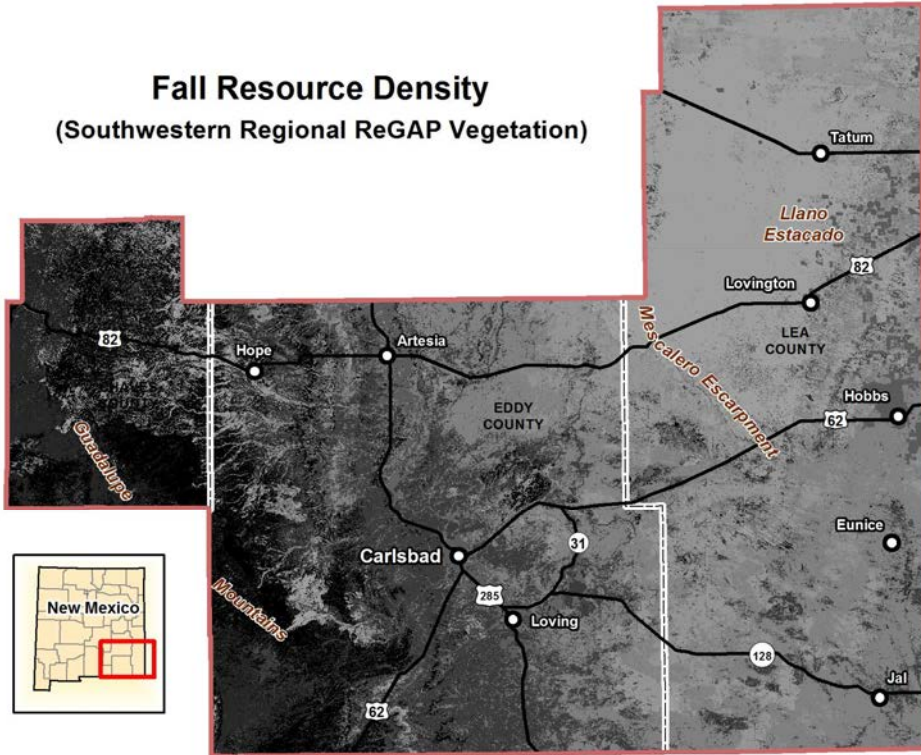 Fall Resource Density
(Southwestern Regional ReGAP Vegetation)
Tatum
Llano
Estacado
82
Lovington
LEA
COUNTY
Mescalero Escarpment
82
Hope
Artesia
EDDY
COUNTY
Hobbs
62
Guadalupe
Eunice
31
Carlsbad
New Mexico
Mountains
285
Loving
128
Jal
62